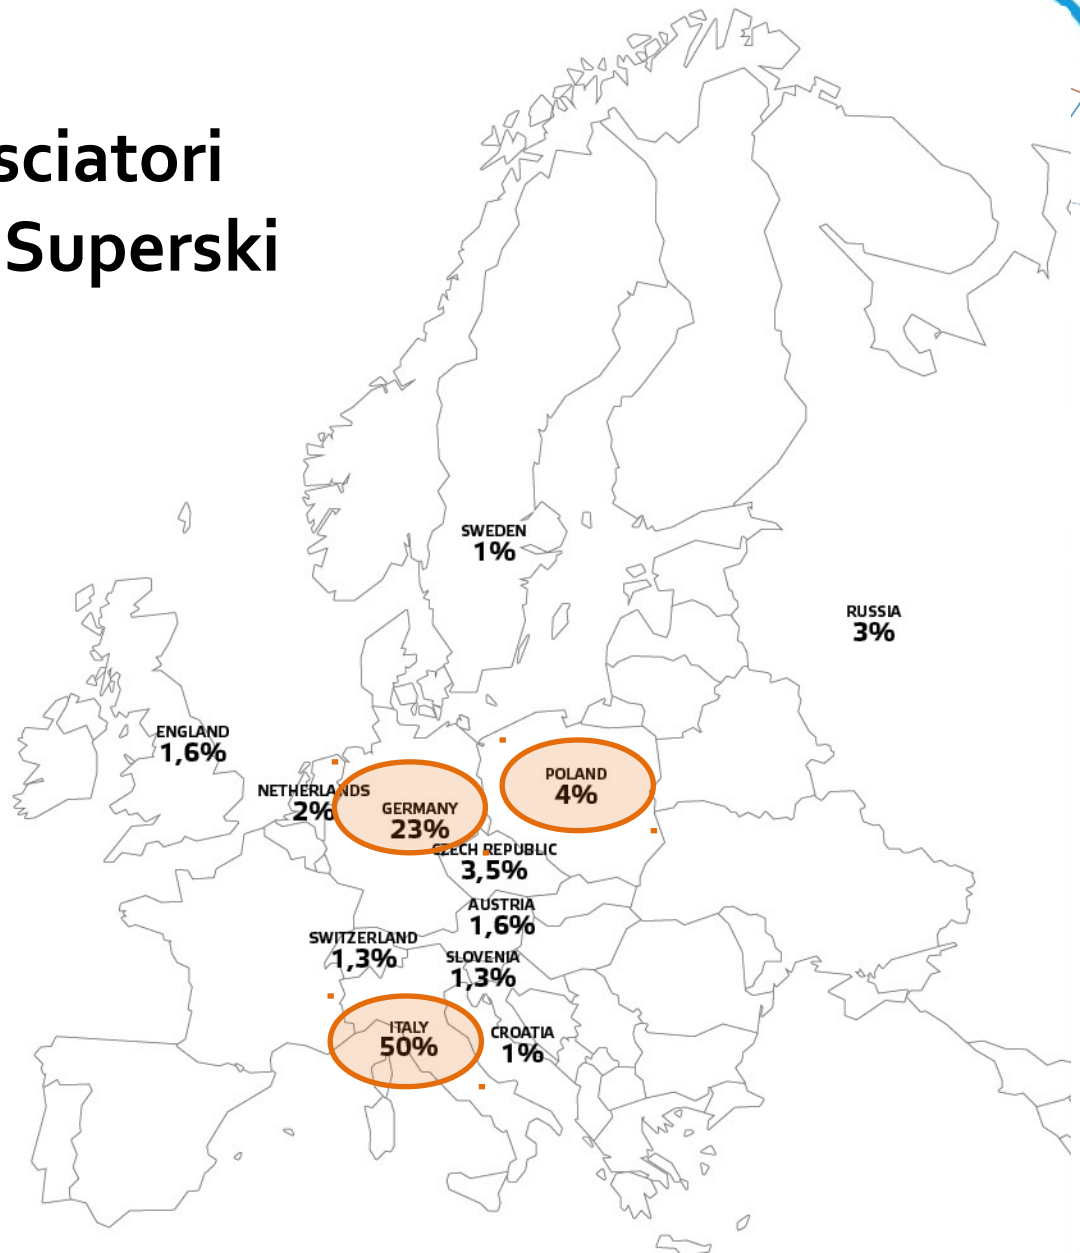 sciatori
Superski
SWEDEN
1%
RUSSIA
3%
ENGLAND
1,6%
NETHERLANDS
2%
GERMANY
23%
POLAND
4%
CZECH REPUBLIC
3,5%
AUSTRIA
1,6%
SWITZERLAND
1,3%
SLOVENIA
1,3%
ITALY
50%
CROATIA
1%